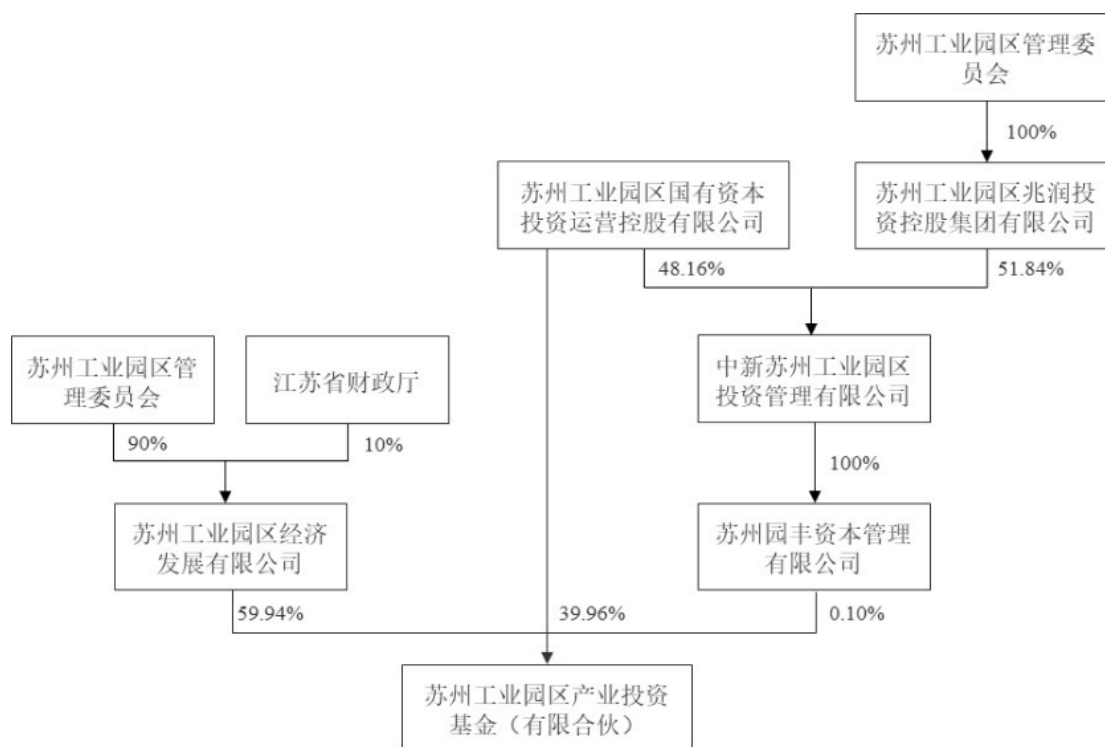 苏州工业园区管理委
员会
100%
苏州工业园区国有资本
投资运营控股有限公司
苏州工业园区兆润投
资控股集团有限公司
48.16%
51.84%
苏州工业园区管
理委员会
江苏省财政厅
中新苏州工业园区
投资管理有限公司
90%
10%
100%
苏州工业园区经济
发展有限公司
苏州园丰资本管理
有限公司
59.94%
39.96%
0.10%
苏州工业园区产业投资
基金（有限合伙）